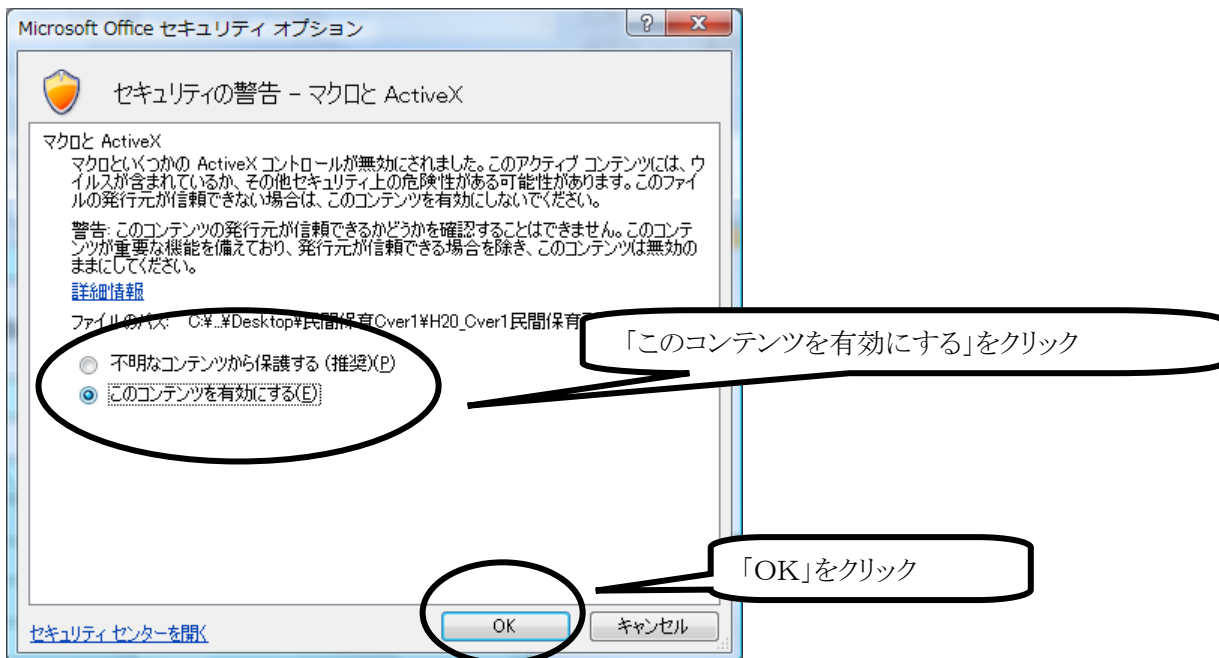 Microsoft Office セキュリティ オプション
セキュリティの警告 - マクロと ActiveX
マクロと ActiveX
マクロといくつかの ActiveX コントロールが無効にされました。このアクティブ コンテンツには、ウ
イルスが含まれているか、その他セキュリティ上の危険性がある可能性があります。このファイ
ルの発行元が信頼できない場合は、このコンテンツを有効にしないでください。
警告: このコンテンツの発行元が信頼できるかどうかを確認することはできません。このコンテ
ンツが重要な機能を備えており、発行元が信頼できる場合を除き、このコンテンツは無効の
ままにしてください。
詳細情報
ファイルのパス: C:¥...¥Desktop¥民間保育Cver1¥H20_Cver1民間保育
「このコンテンツを有効にする」をクリック
不明なコンテンツから保護する (推奨)(P)
このコンテンツを有効にする(E)
「OK」をクリック
OK
キャンセル
セキュリティ センターを開く